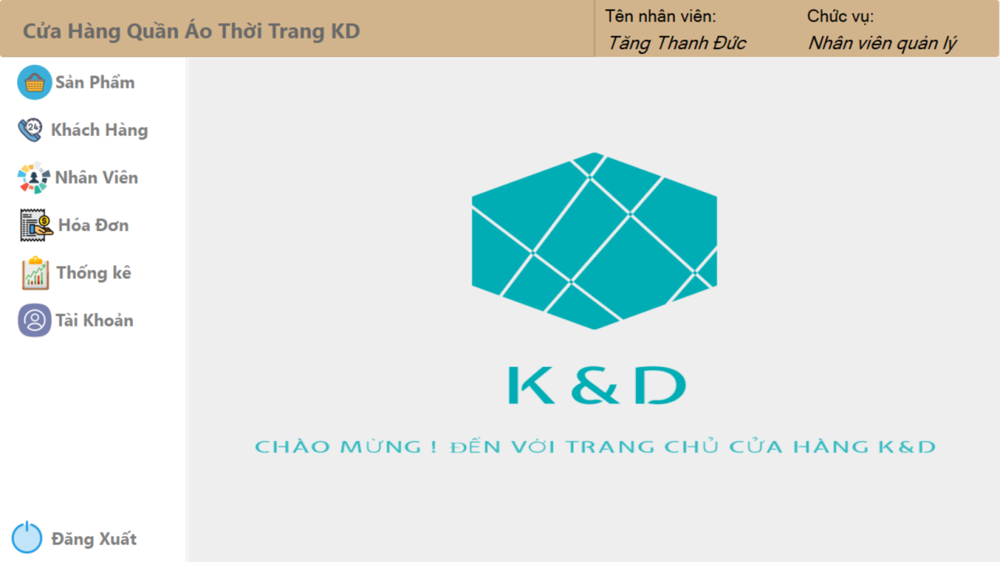 Cửa Hàng Quần Áo Thời Trang KD
Tên nhân viên: Chức vụ:
Tăng Thanh Đức Nhân viên quản lý
Sản Phẩm
24
Khách Hàng
Nhân Viên
Hóa Đơn
Thống kê
Tài Khoản
K & D
CHÀO MỪNG ! ĐẾN VỚI TRANG CHỦ CỬA HÀNG K&D
Đăng Xuất